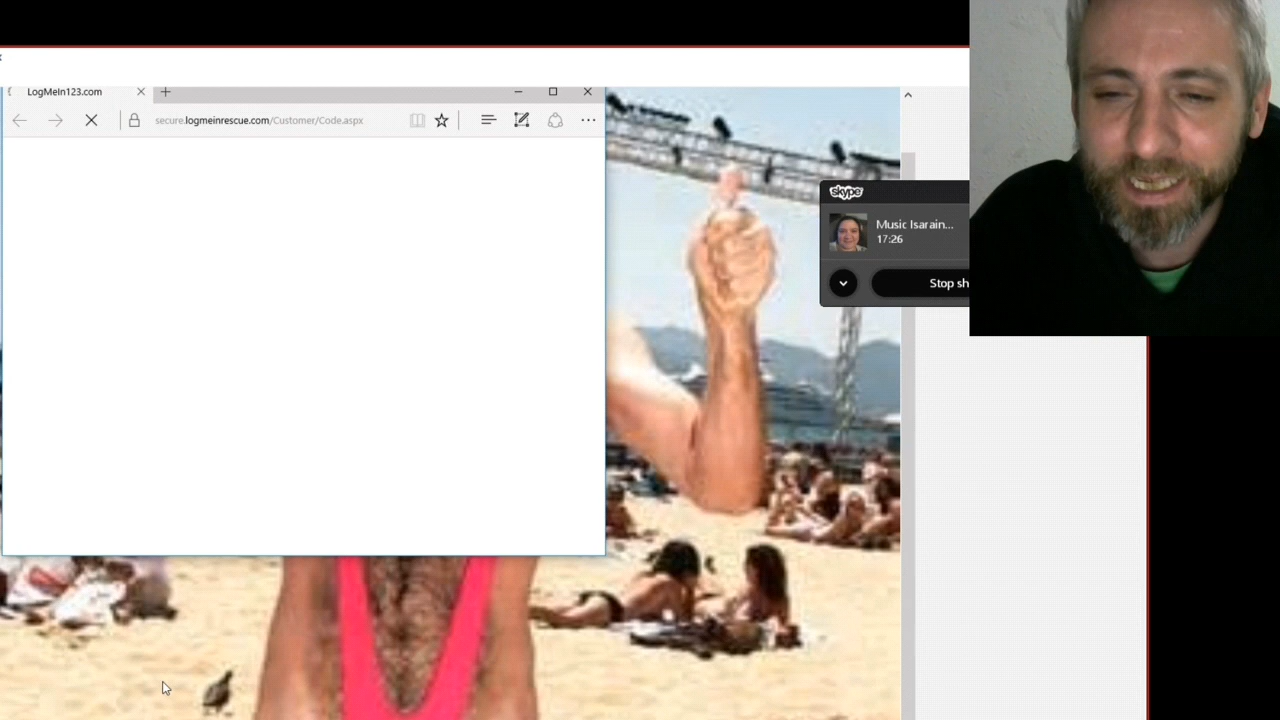 LogMeIn123.com
secure.logmeinrescue.com/Customer/Code.aspx
skype
Music Isarain...
17:26
Stop sh